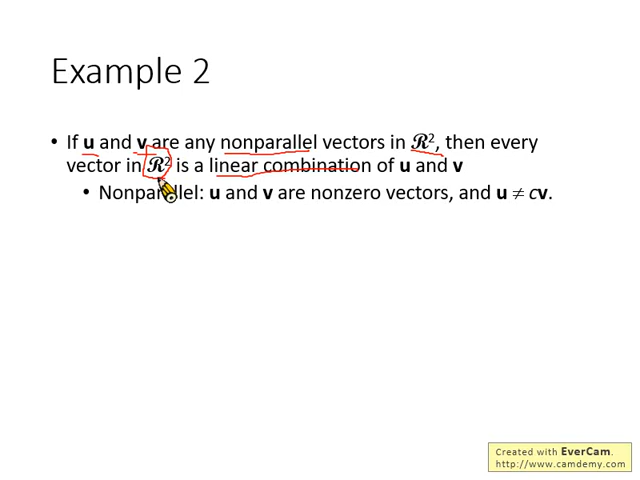 Example 2
• If u and v are any nonparallel vectors in ℛ², then every
vector in ℛ² is a linear combination of u and v
• Nonparallel: u and v are nonzero vectors, and u ≠ cv.
Created with EverCam.
http://www.camdemy.com